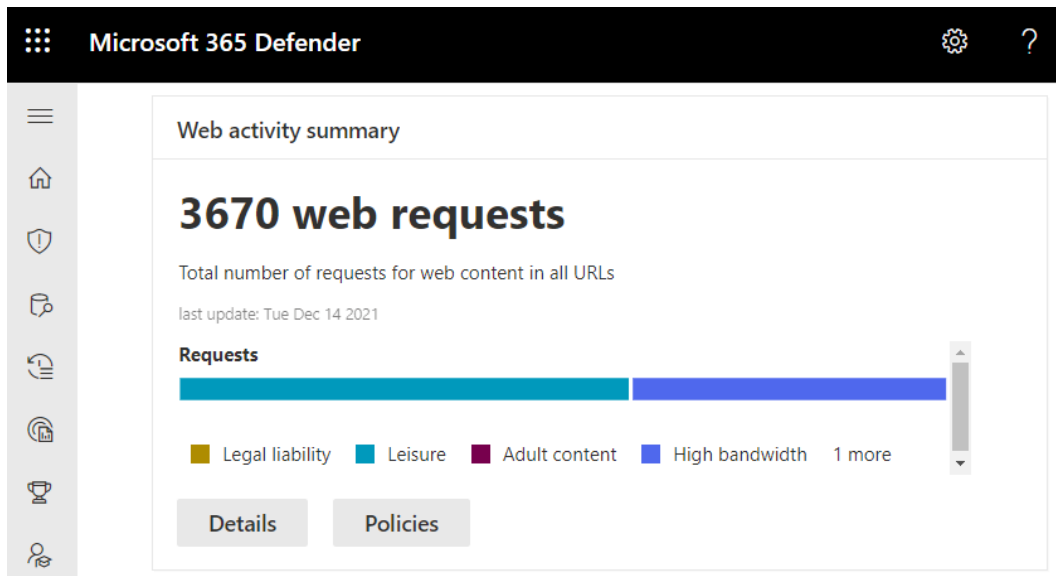 Microsoft 365 Defender ?
Web activity summary
3670 web requests
Total number of requests for web content in all URLs
last update: Tue Dec 14 2021
Requests
Legal liability Leisure Adult content High bandwidth 1 more
Details Policies